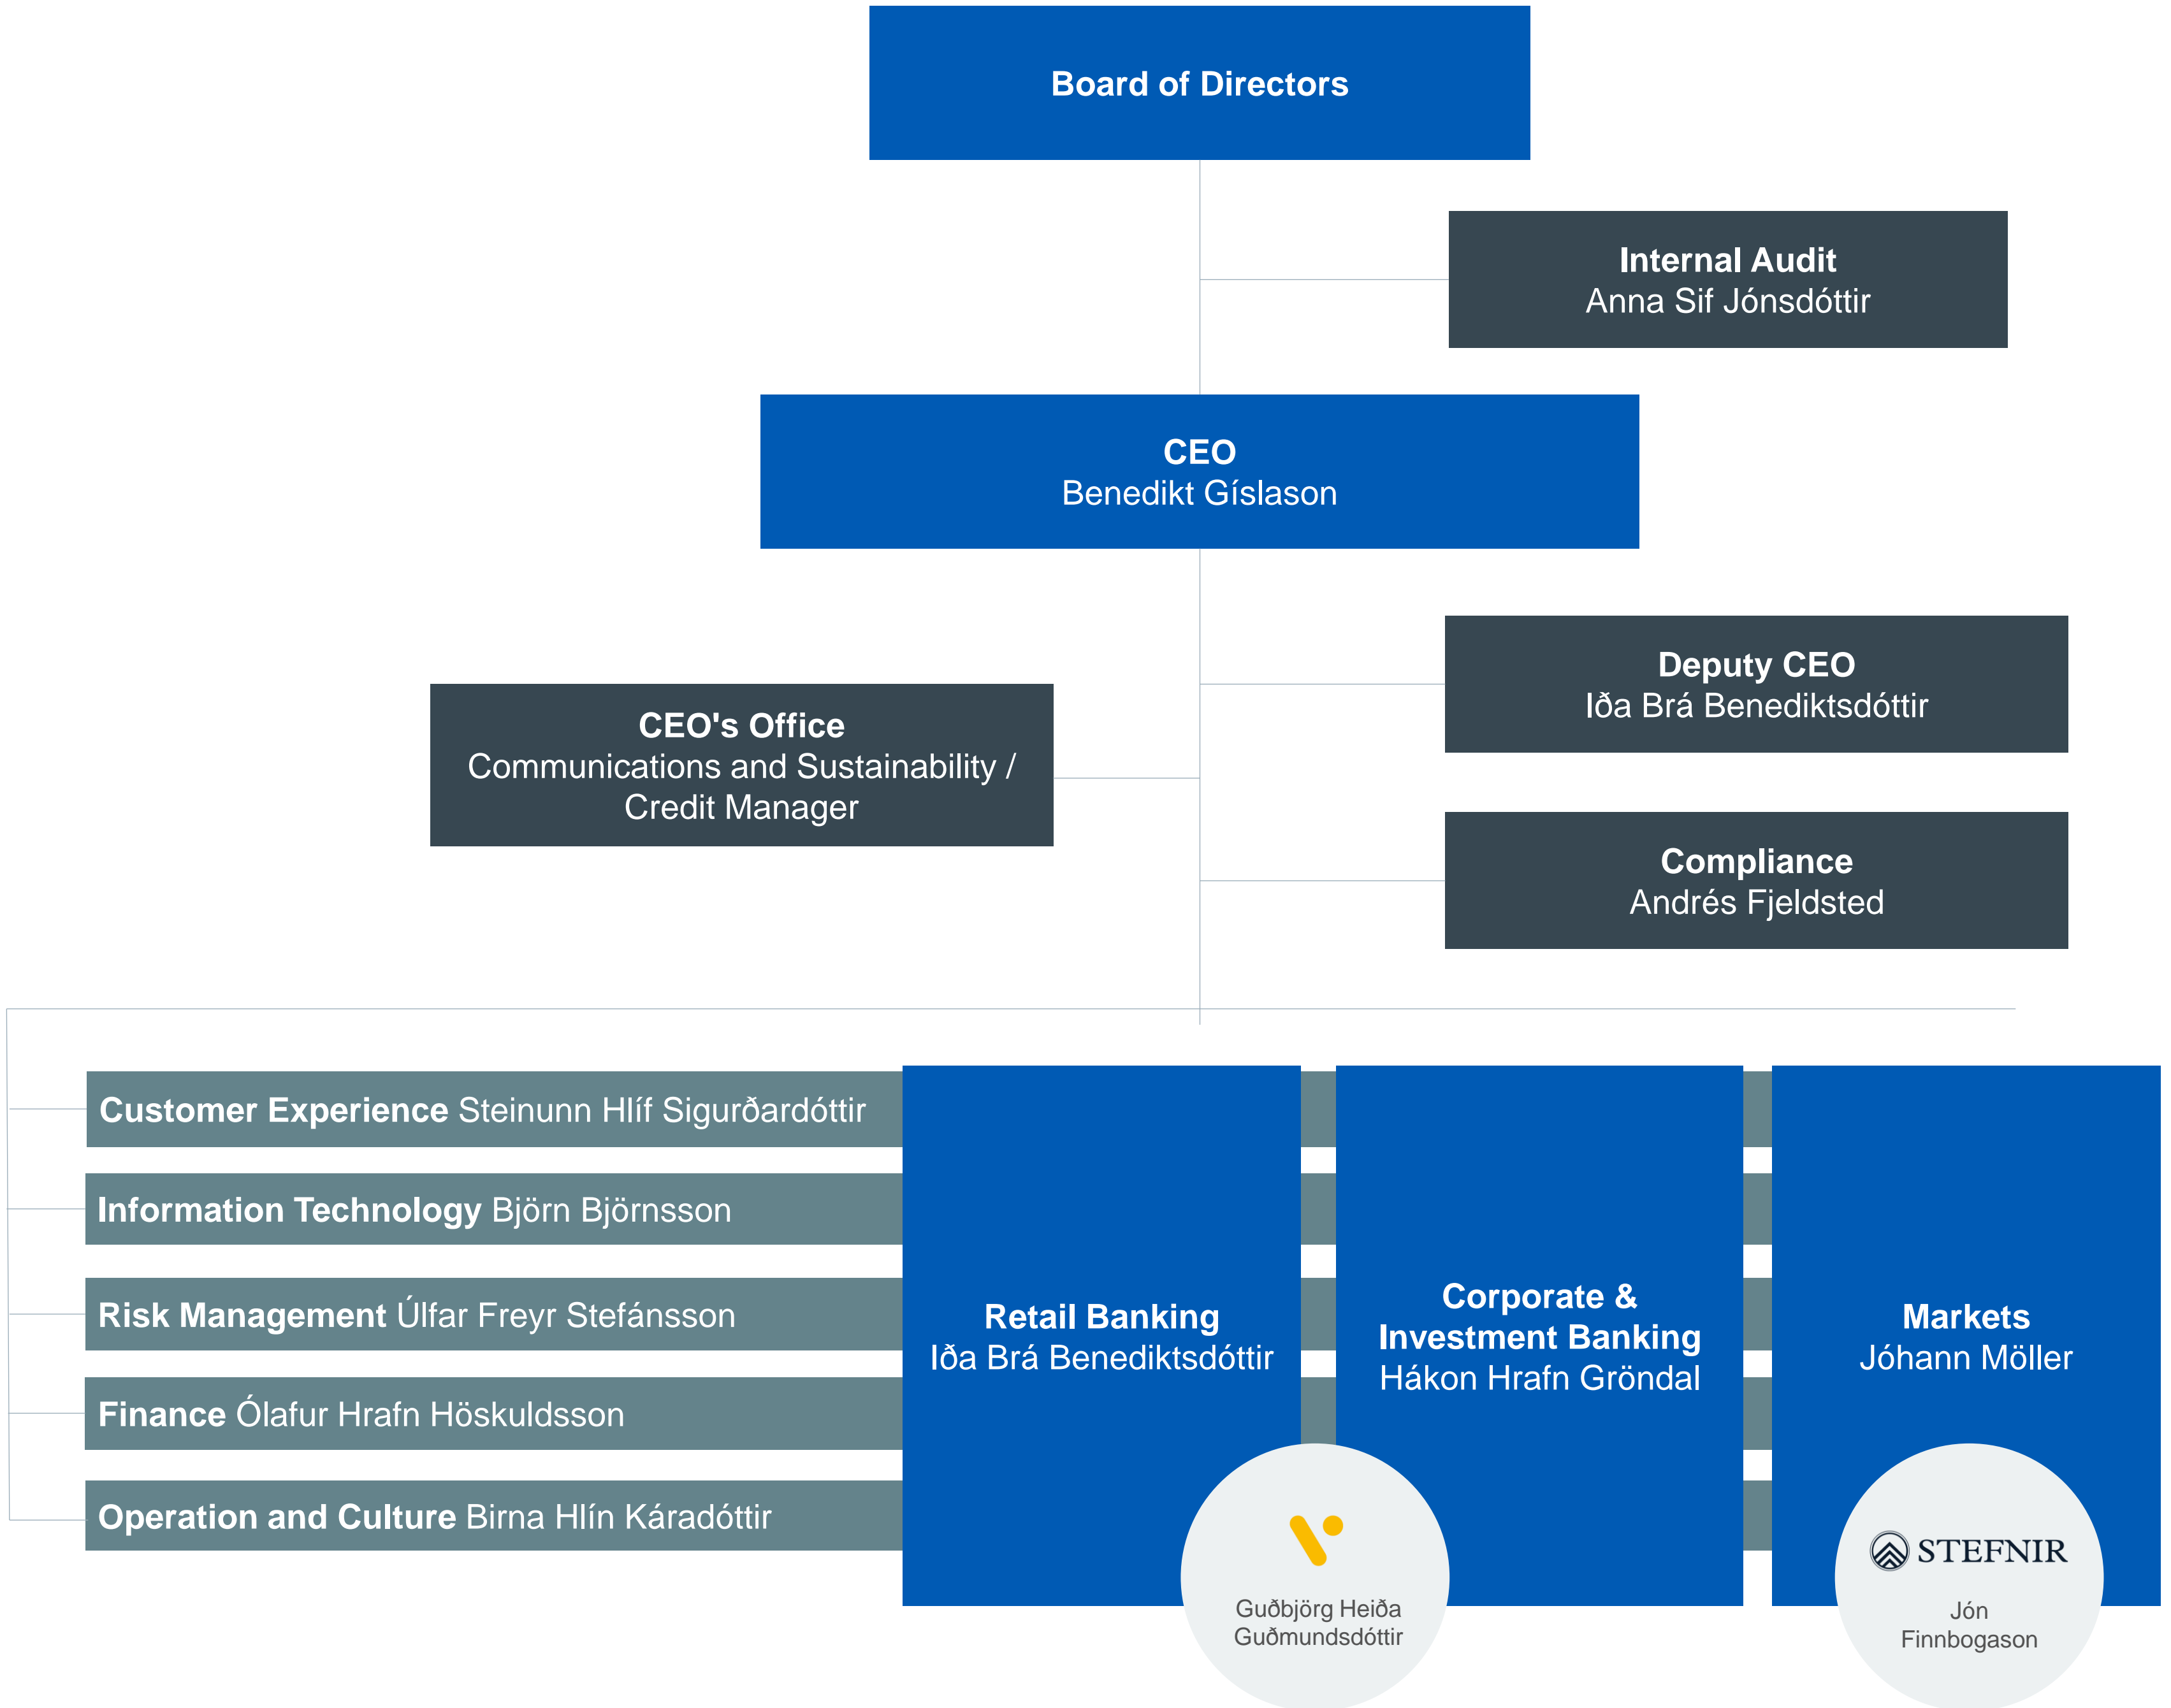 Board of Directors
Internal Audit
Anna Sif Jónsdóttir
CEO
Benedikt Gíslason
Deputy CEO
Iða Brá Benediktsdóttir
CEO's Office
Communications and Sustainability /
Credit Manager
Compliance
Andrés Fjeldsted
Customer Experience Steinunn Hlíf Sigurðardóttir
Information Technology Björn Björnsson
Risk Management Úlfar Freyr Stefánsson
Finance Ólafur Hrafn Höskuldsson
Operation and Culture Birna Hlín Káradóttir
Retail Banking
Iða Brá Benediktsdóttir
Corporate &
Investment Banking
Hákon Hrafn Gröndal
Markets
Jóhann Möller
Guðbjörg Heiða
Guðmundsdóttir
STEFNIR
Jón
Finnbogason